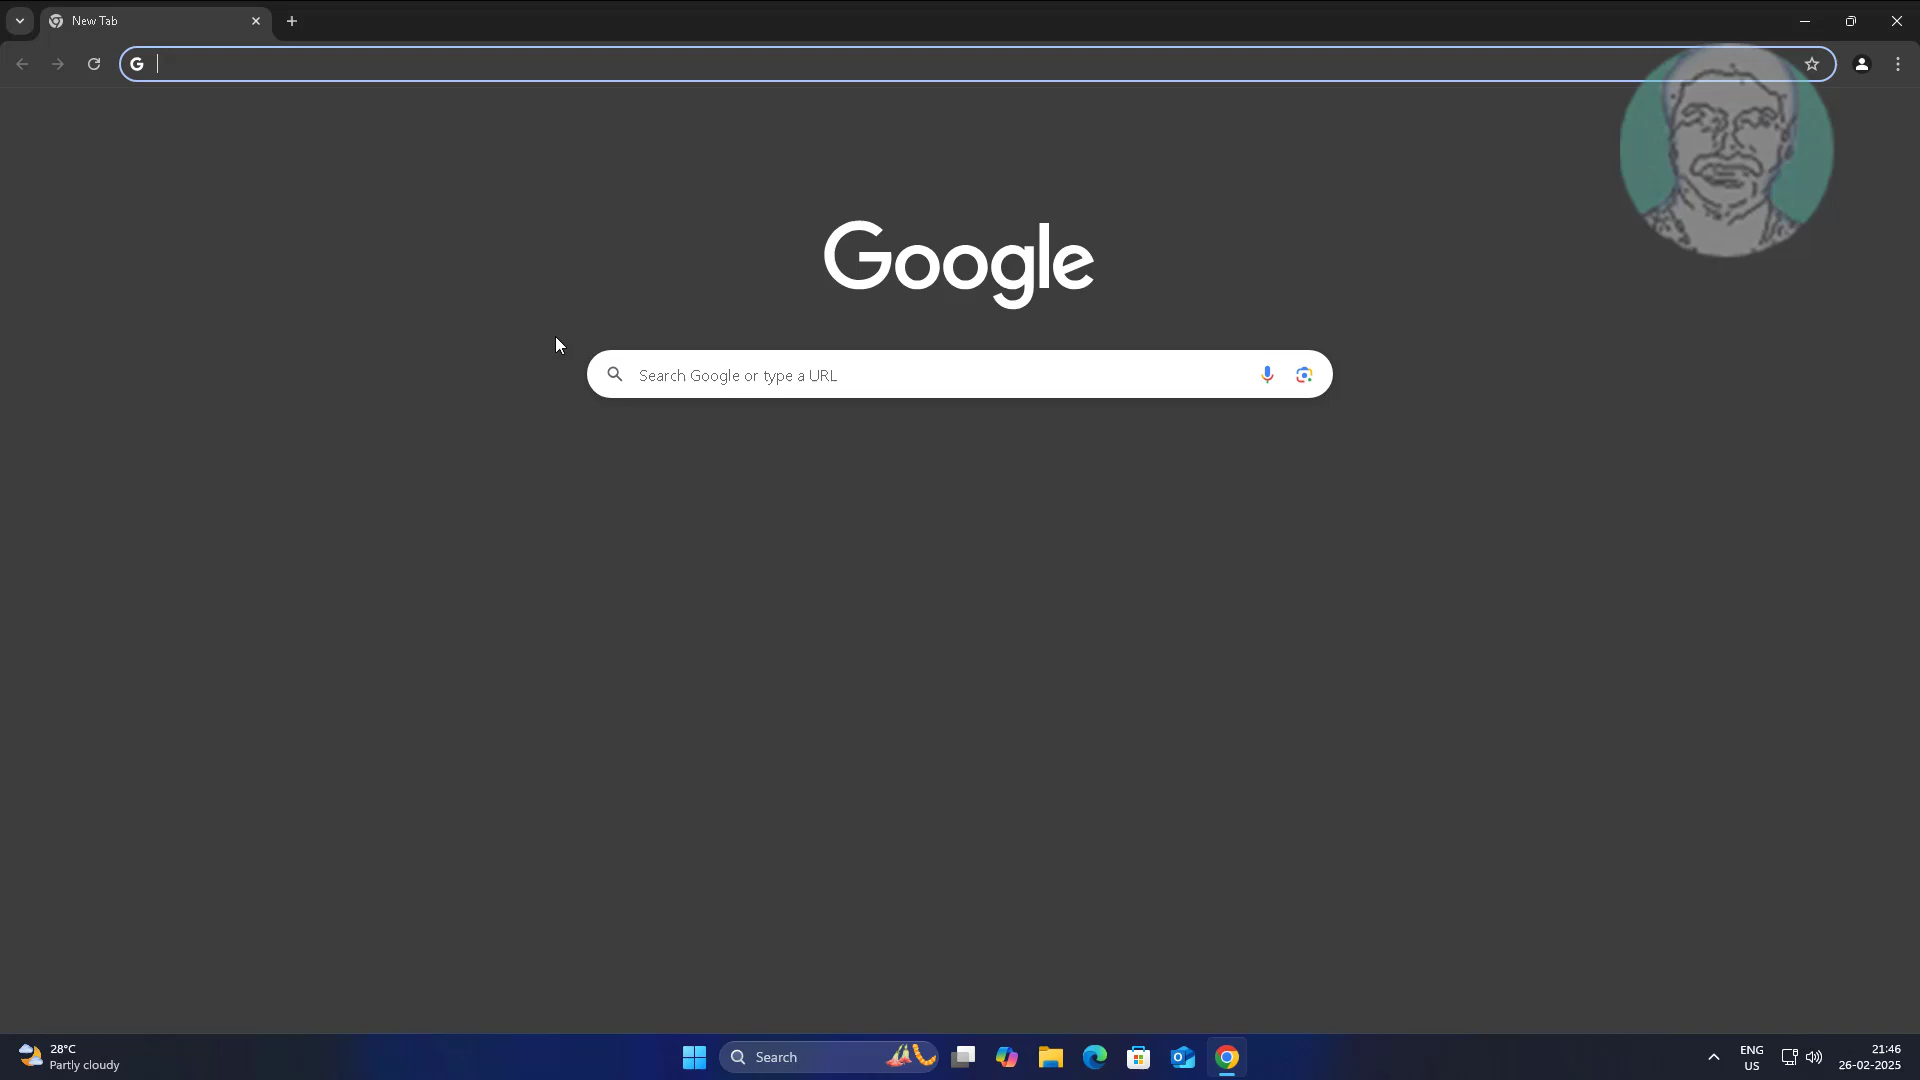 New Tab
Google
Search Google or type a URL
28°C
Partly cloudy
Search
ENG
US
21:46
26-02-2025